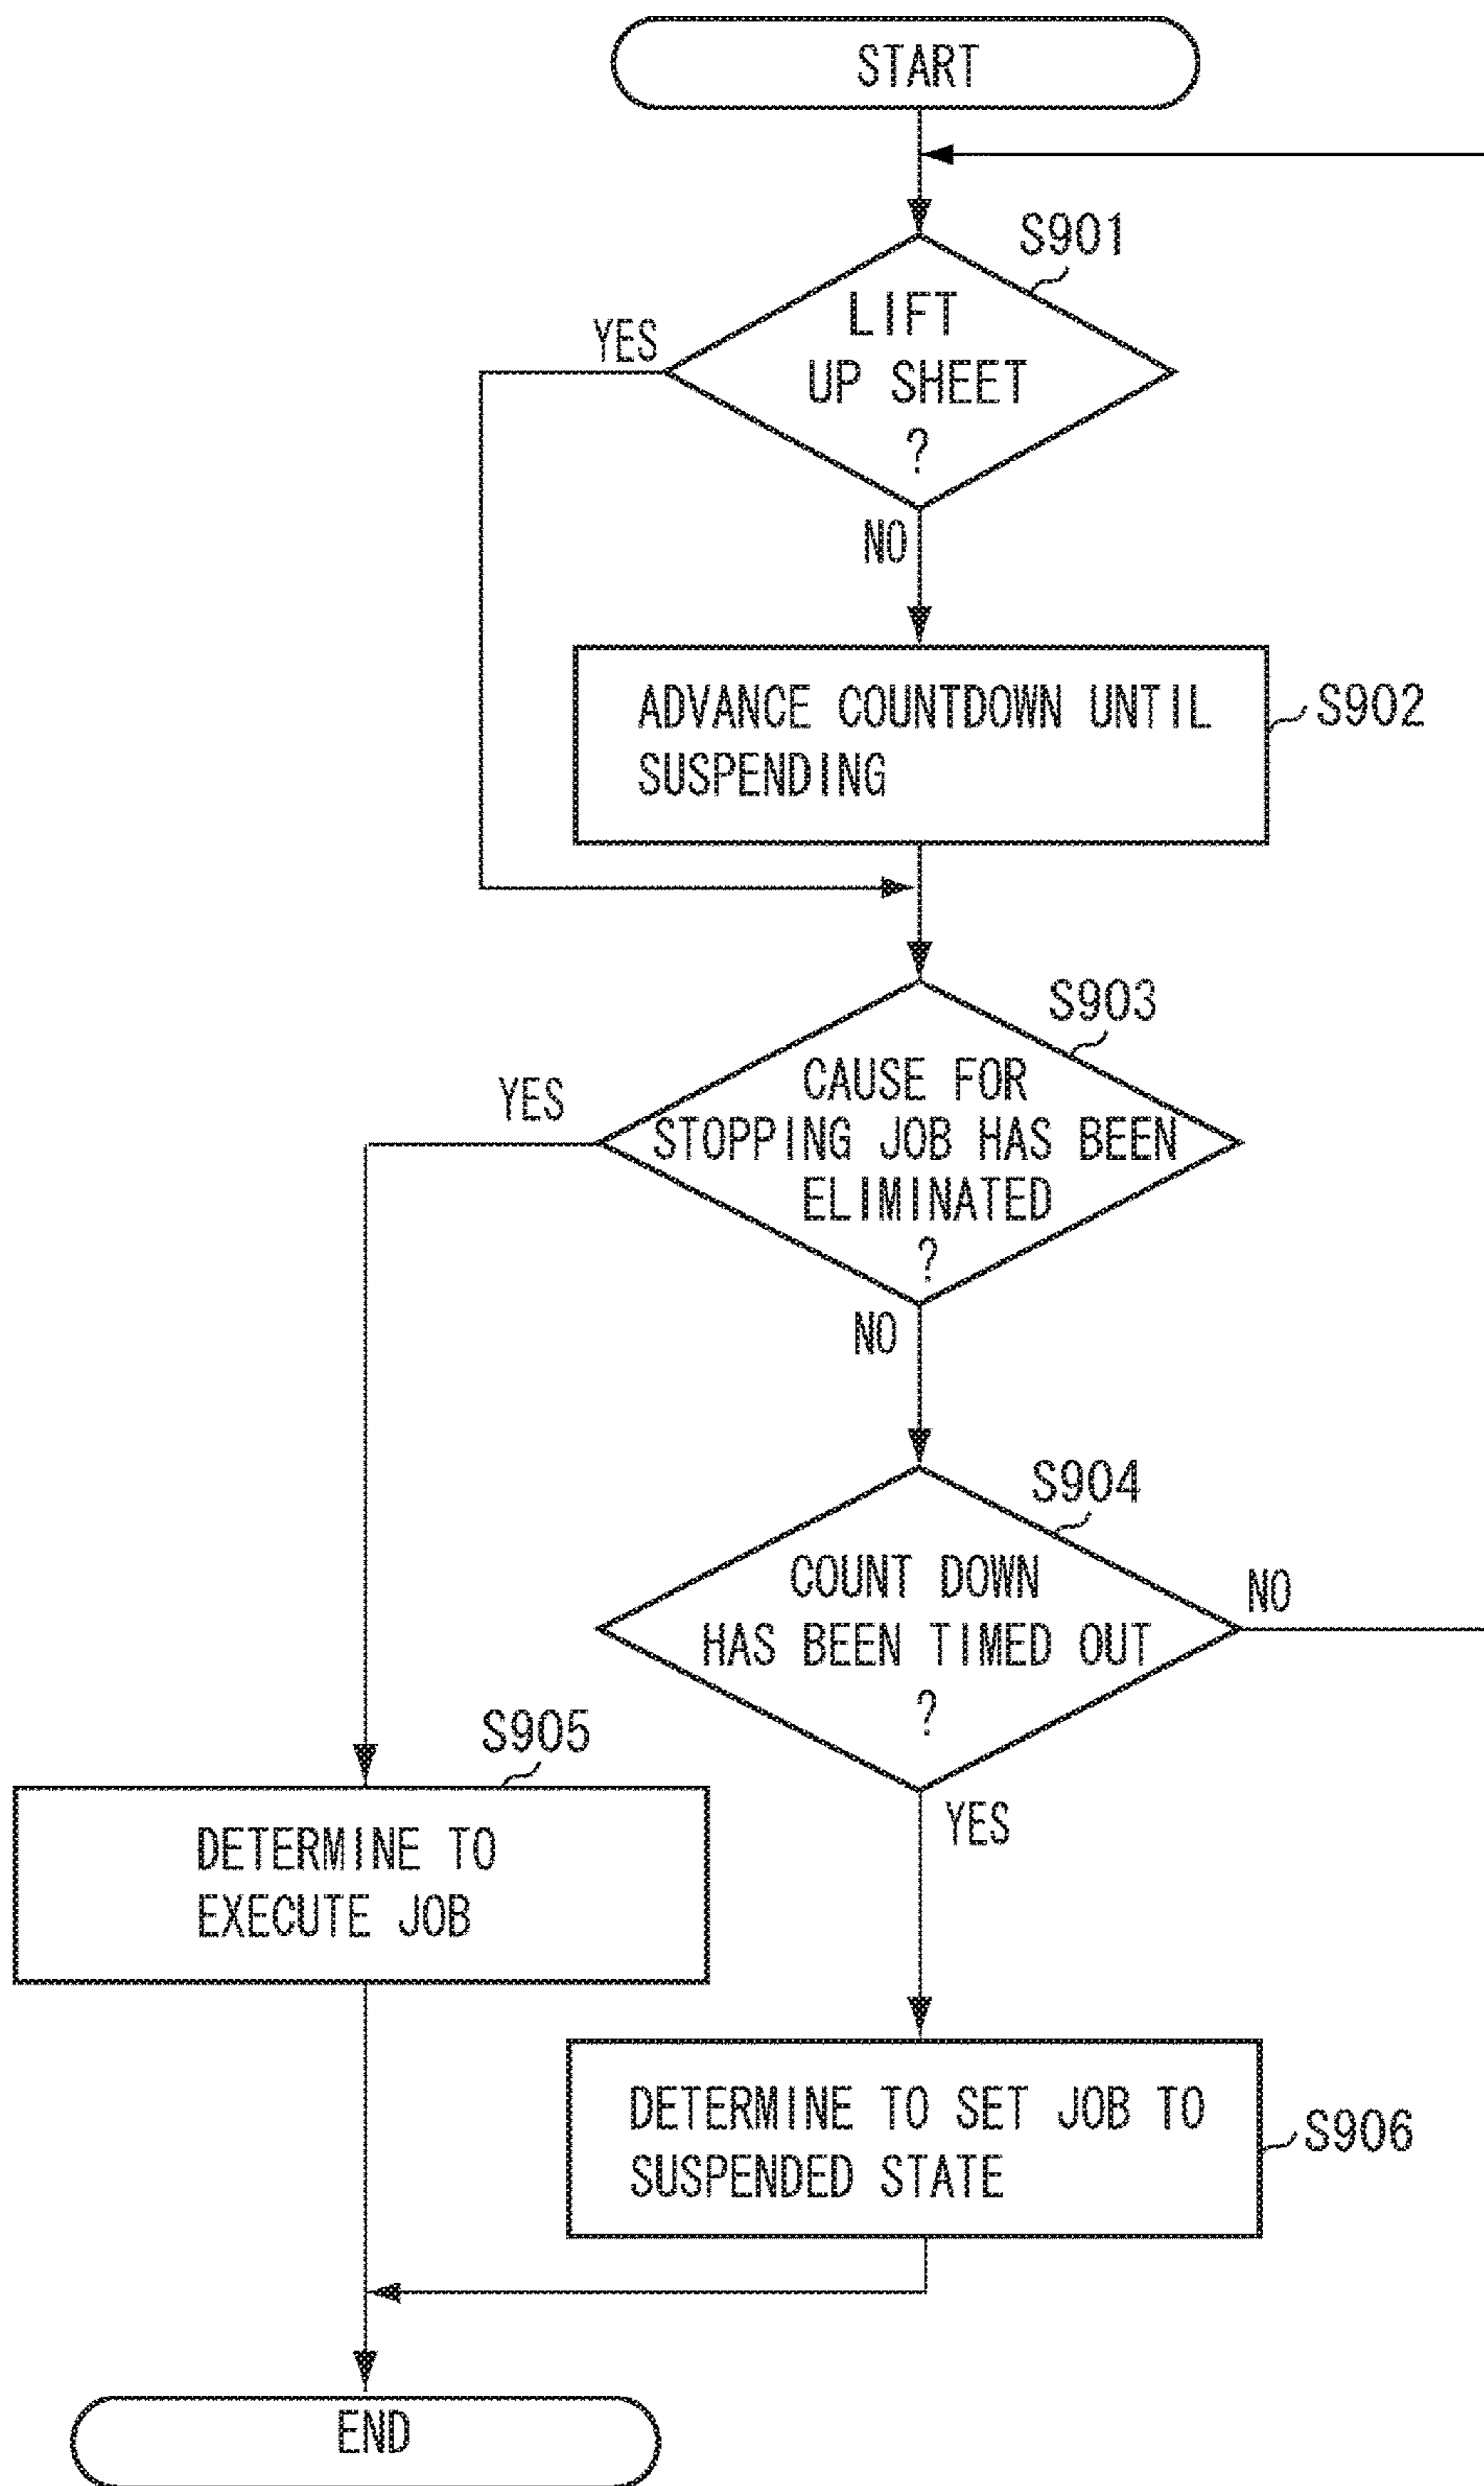 START
S901
LIFT
UP SHEET
?
YES
NO
ADVANCE COUNTDOWN UNTIL
SUSPENDING
S902
S903
CAUSE FOR
STOPPING JOB HAS BEEN
ELIMINATED
?
YES
NO
S904
COUNT DOWN
HAS BEEN TIMED OUT
?
NO
YES
S905
DETERMINE TO
EXECUTE JOB
DETERMINE TO SET JOB TO
SUSPENDED STATE
S906
END